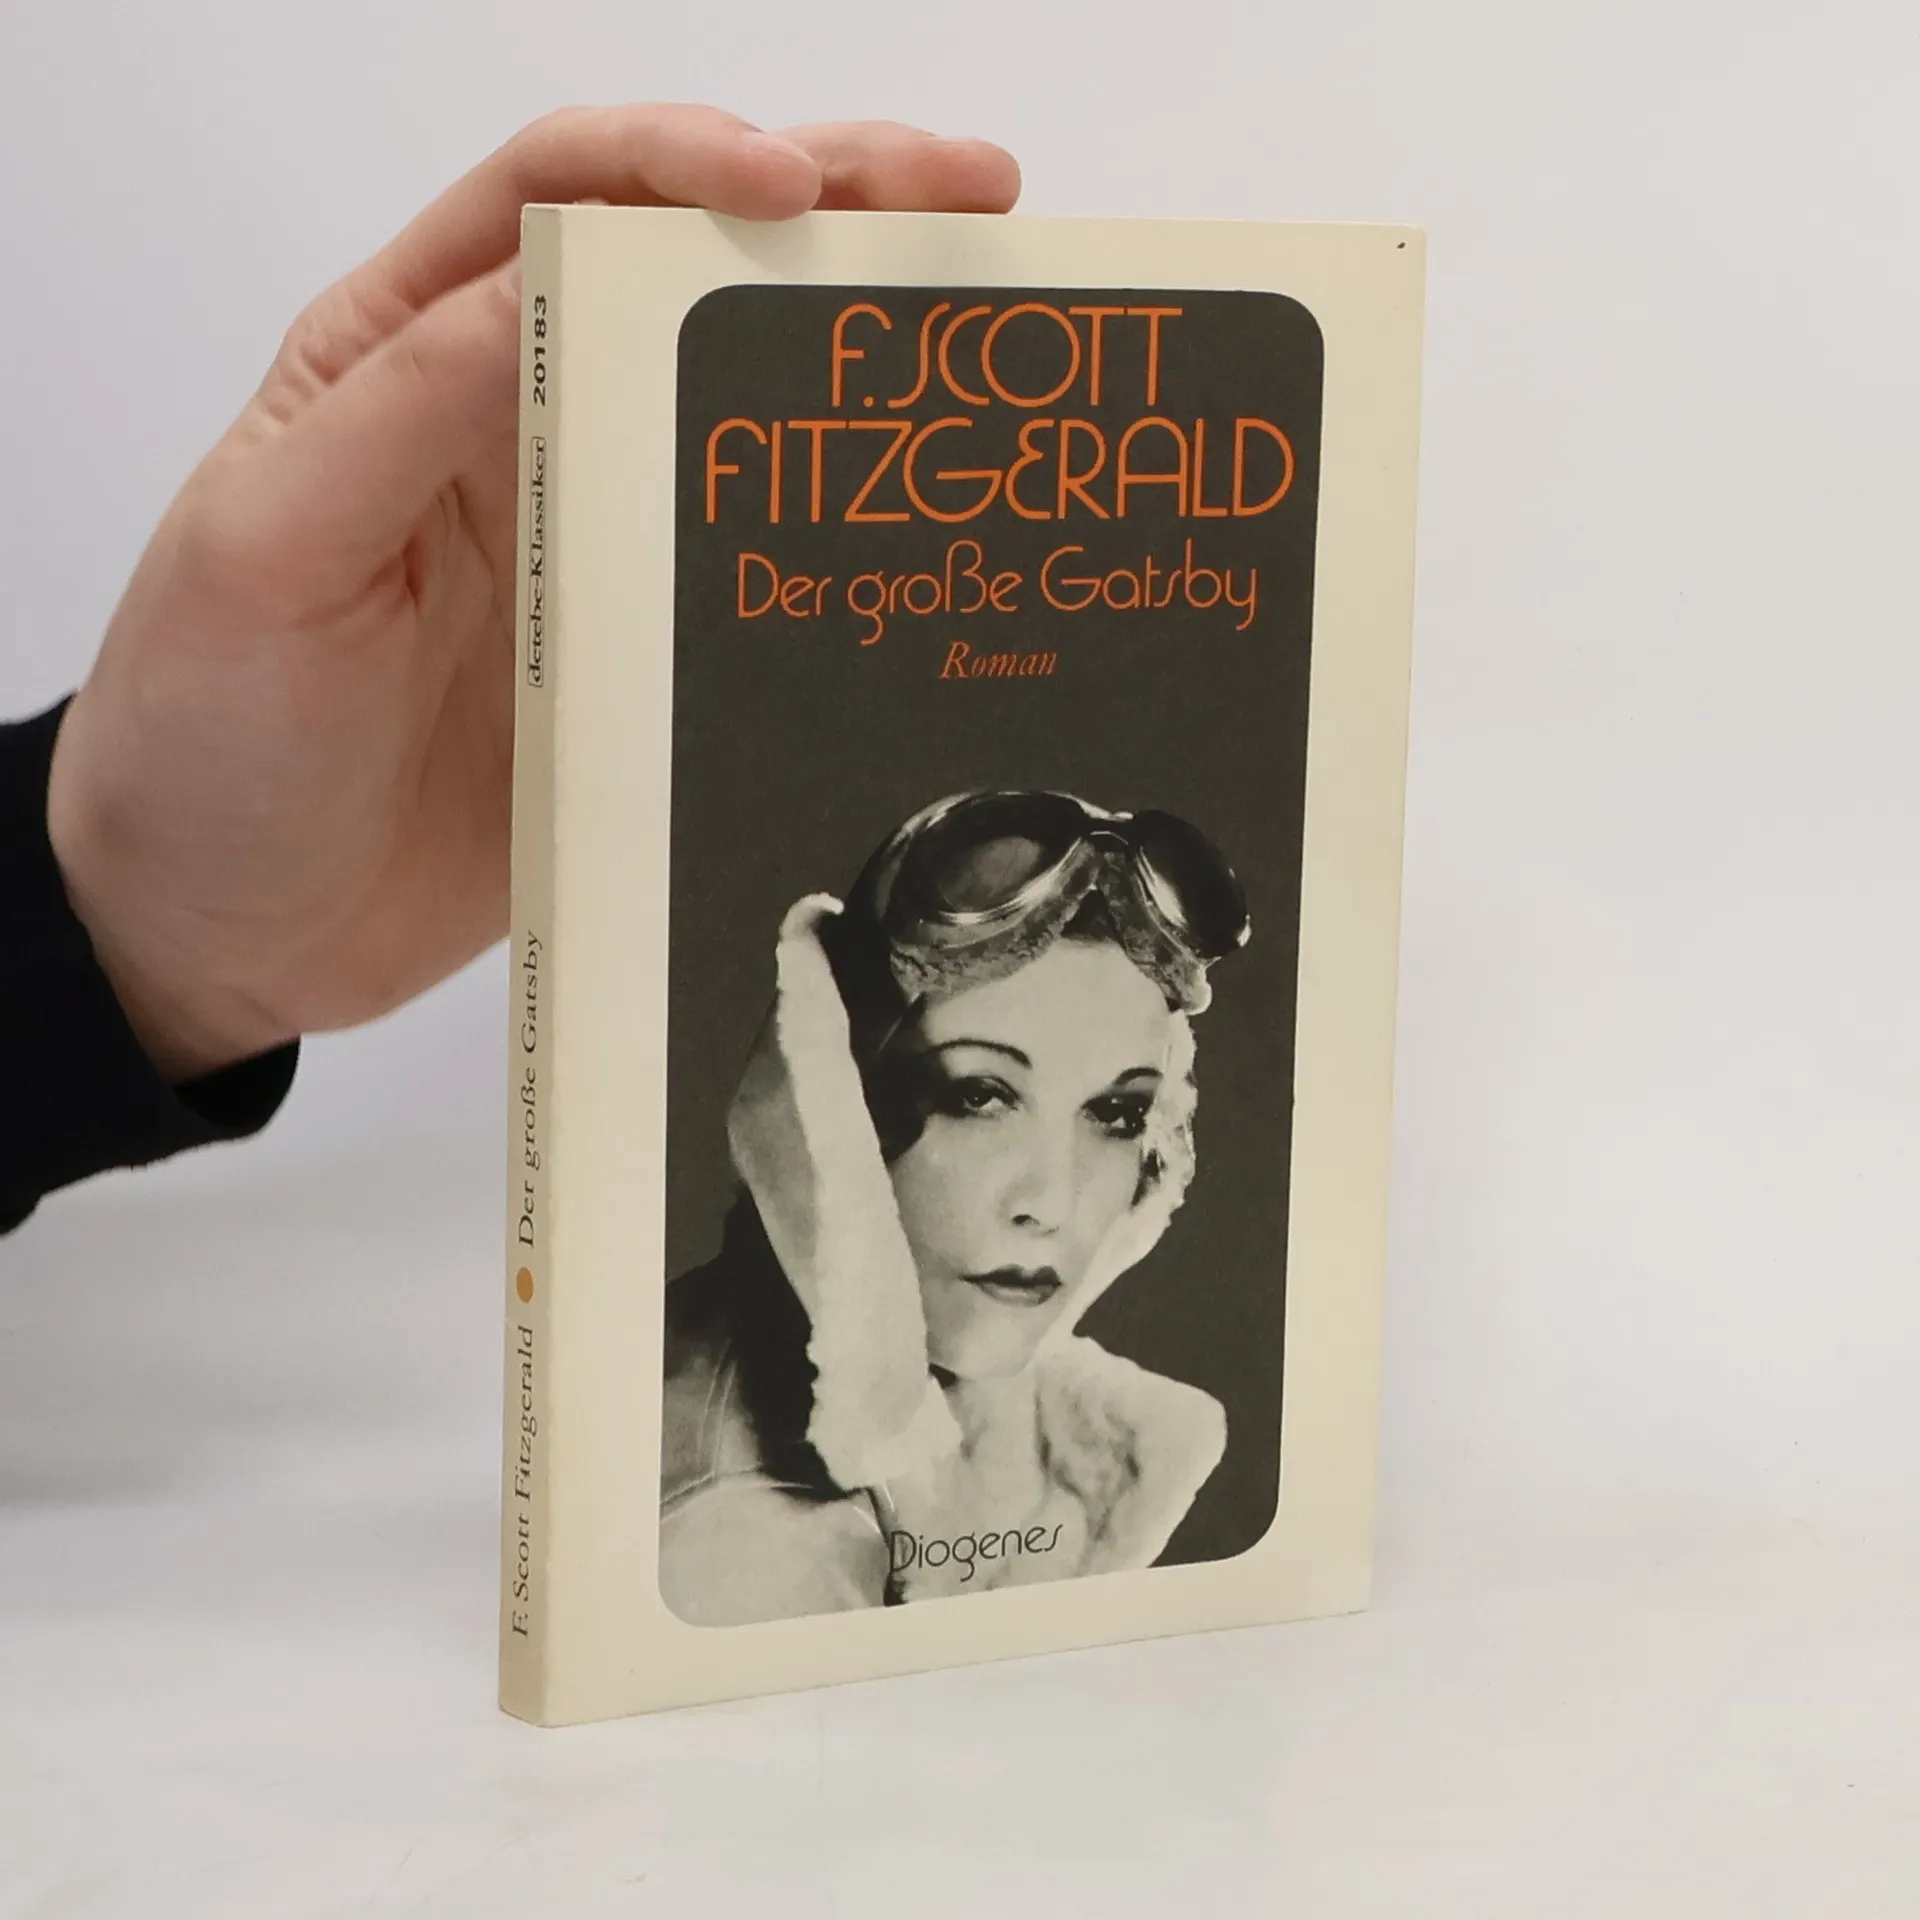 F. SCOTT
FITZGERALD
Der große Gatsby
Roman
Diogenes
F. Scott Fitzgerald ● Der große Gatsby detebe-Klassiker 20183